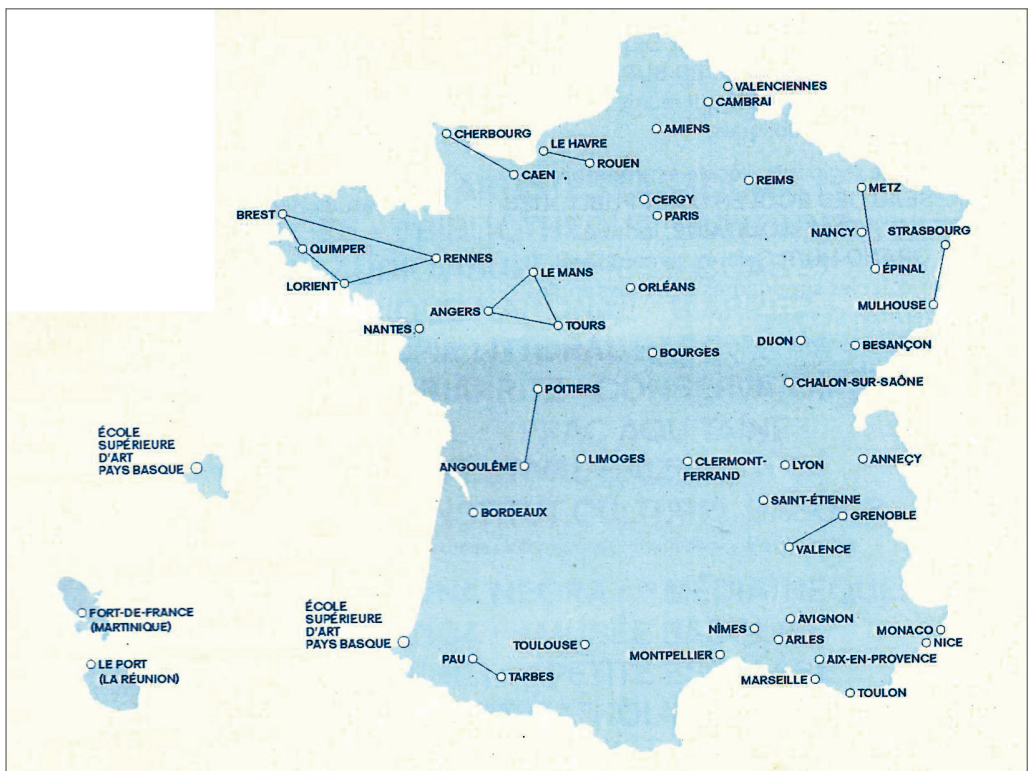 VALENCIENNES
CAMBRAI
AMIENS
CHERBOURG
LE HAVRE
ROUEN
CAEN
REIMS
METZ
CERGY
PARIS
BREST
NANCY
STRASBOURG
QUIMPER
RENNES
LE MANS
ÉPINAL
LORIENT
ORLÉANS
MULHOUSE
ANGERS
NANTES
TOURS
DIJON
BESANÇON
BOURGES
CHALON-SUR-SAÔNE
POITIERS
ÉCOLE
SUPÉRIEURE
D'ART
PAYS BASQUE
ANGOULÊME
LIMOGES
CLERMONT-
FERRAND
LYON
ANNEÇY
SAINT-ÉTIENNE
GRENOBLE
BORDEAUX
VALENCE
FORT-DE-FRANCE
(MARTINIQUE)
LE PORT
(LA RÉUNION)
ÉCOLE
SUPÉRIEURE
D'ART
PAYS BASQUE
AVIGNON
NÎMES
ARLES
MONACO
NICE
PAU
TARBES
TOULOUSE
MONTPELLIER
AIX-EN-PROVENCE
MARSEILLE
TOULON